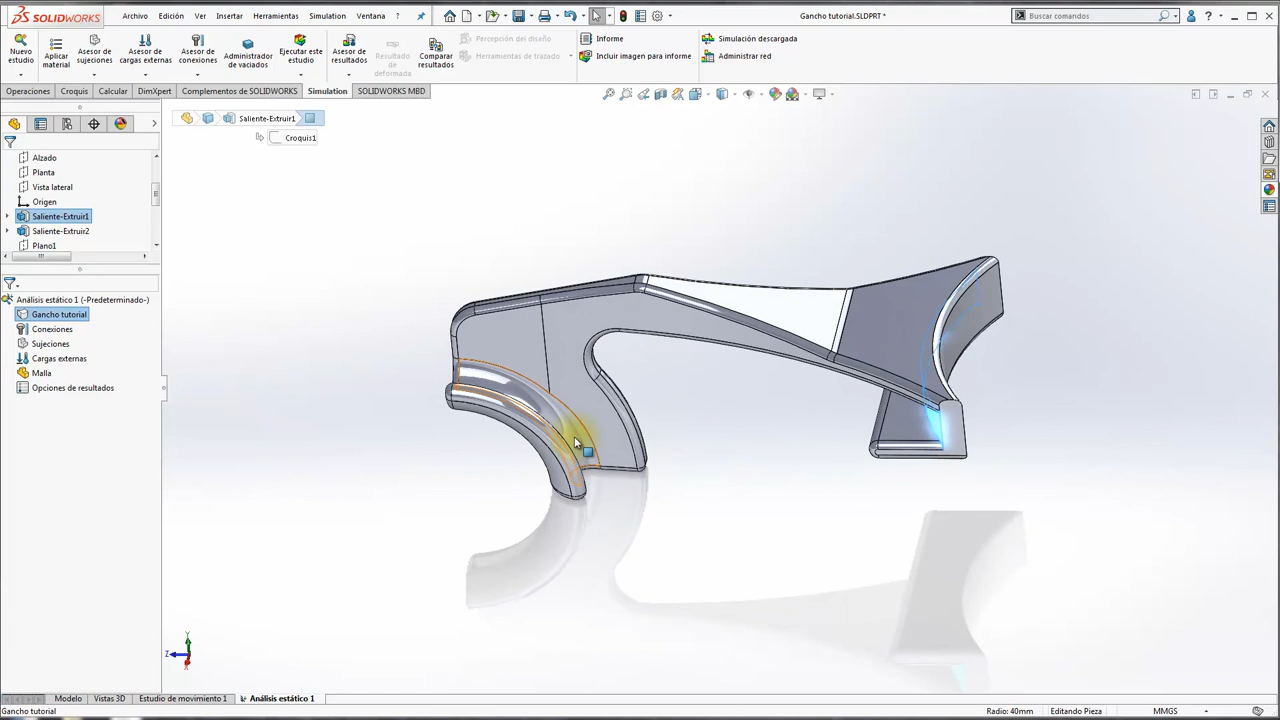 SOLIDWORKS
Archivo Edición Ver Insertar Herramientas Simulation Ventana
Gancho tutorial.SLDPRT *
Buscar comandos
Nuevo estudio
Aplicar material
Asesor de sujeciones
Asesor de cargas externas
Asesor de conexiones
Administrador de vaciados
Ejecutar este estudio
Asesor de resultados
Resultado de deformada
Comparar resultados
Percepción del diseño
Herramientas de trazado
Informe
Incluir imagen para informe
Simulación descargada
Administrar red
Operaciones Croquis Calcular DimXpert Complementos de SOLIDWORKS Simulation SOLIDWORKS MBD
Saliente-Extruir1
Croquis1
Alzado
Planta
Vista lateral
Origen
Saliente-Extruir1
Saliente-Extruir2
Plano1
Análisis estático 1 (-Predeterminado-)
Gancho tutorial
Conexiones
Sujeciones
Cargas externas
Malla
Opciones de resultados
Y
Z
X
Modelo Vistas 3D Estudio de movimiento 1 Análisis estático 1
Gancho tutorial
Radio: 40mm Editando Pieza MMGS